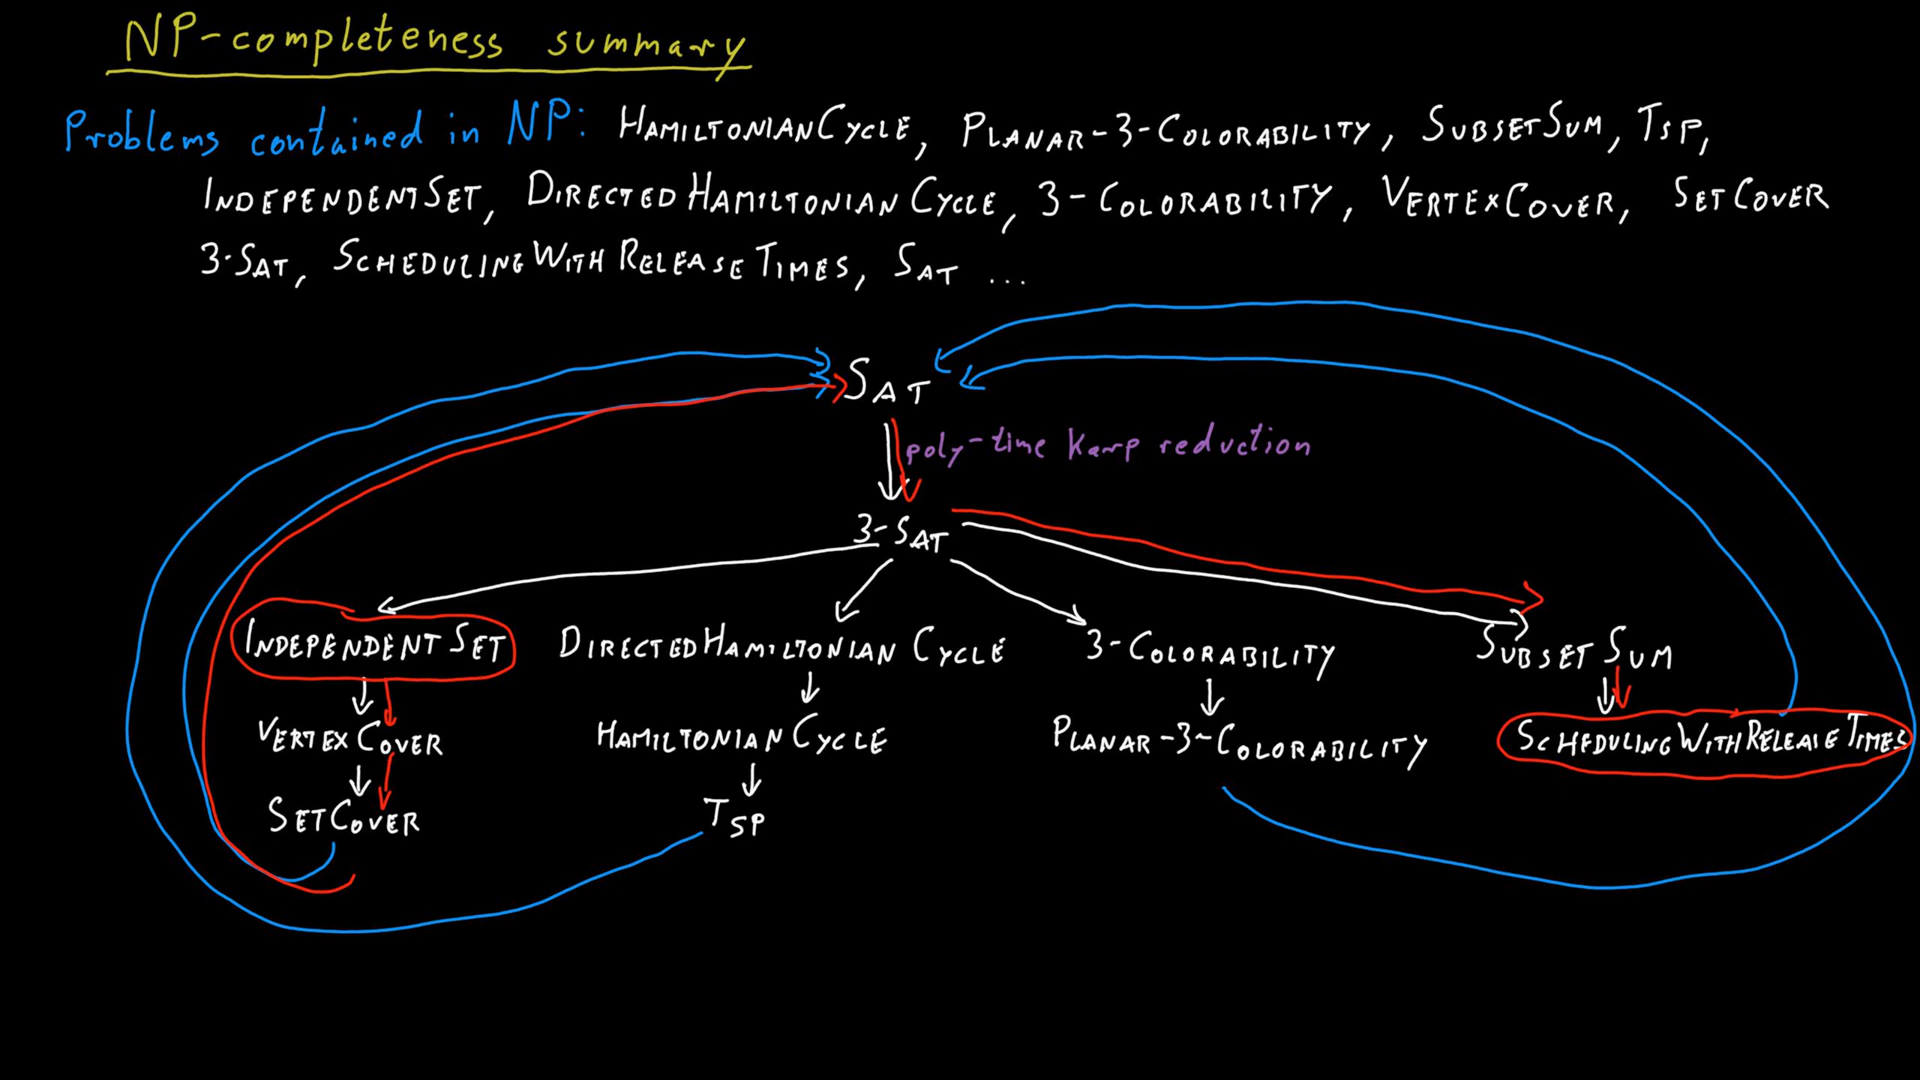 NP-completeness summary
Problems contained in NP: HAMILTONIANCYCLE, PLANAR-3-COLORABILITY, SUBSETSUM, TSP,
INDEPENDENTSET, DIRECTEDHAMILTONIANCYCLE, 3-COLORABILITY, VERTEXCOVER, SETCOVER
3-SAT, SCHEDULINGWITHRELEASETIMES, SAT ...
SAT
poly-time Karp reduction
3-SAT
INDEPENDENTSET DIRECTEDHAMILTONIAN CYCLE 3-COLORABILITY SUBSETSUM
VERTEXCOVER HAMILTONIANCYCLE PLANAR-3-COLORABILITY SCHEDULINGWITHRELEASETIMES
SETCOVER TSP